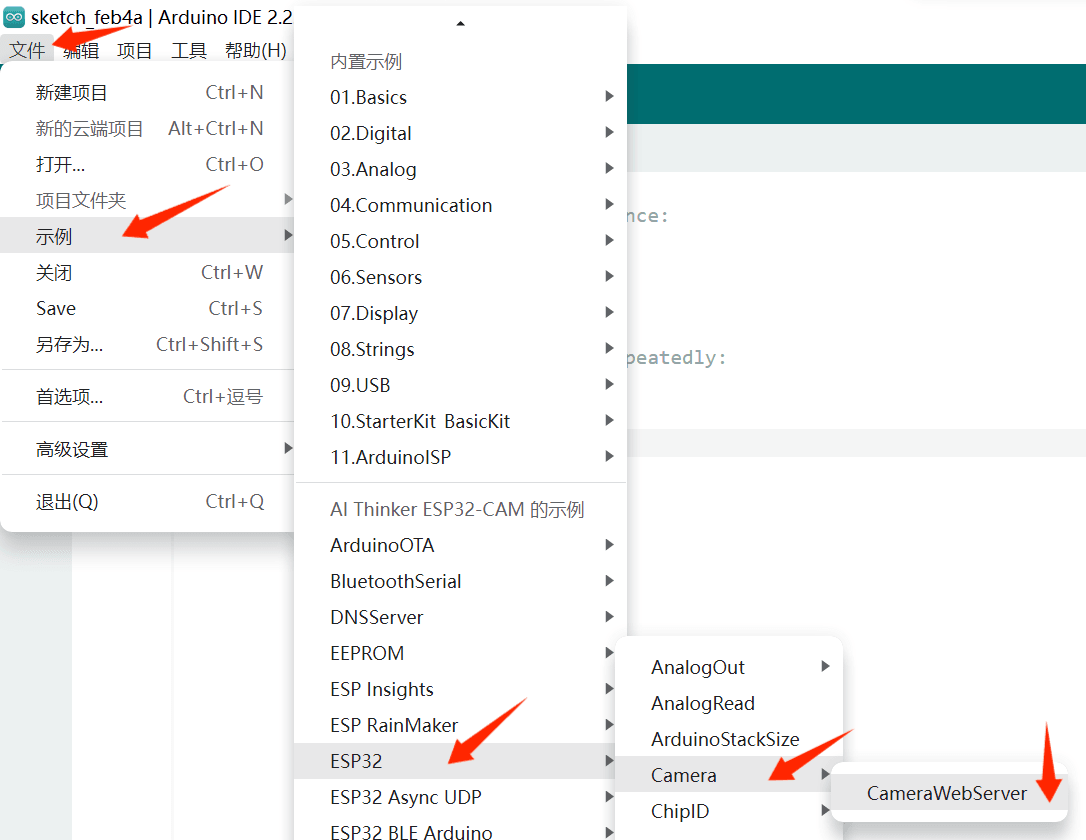 sketch_feb4a | Arduino IDE 2.2
文件 编辑 项目 工具 帮助(H)
新建项目 Ctrl+N
新的云端项目 Alt+Ctrl+N
打开... Ctrl+O
项目文件夹
示例
关闭 Ctrl+W
Save Ctrl+S
另存为... Ctrl+Shift+S
首选项... Ctrl+逗号
高级设置
退出(Q) Ctrl+Q
内置示例
01.Basics
02.Digital
03.Analog
04.Communication
05.Control
06.Sensors
07.Display
08.Strings
09.USB
10.StarterKit BasicKit
11.ArduinoISP
AI Thinker ESP32-CAM 的示例
ArduinoOTA
BluetoothSerial
DNSServer
EEPROM
ESP Insights
ESP RainMaker
ESP32
ESP32 Async UDP
ESP32 BLE Arduino
AnalogOut
AnalogRead
ArduinoStackSize
Camera
ChipID
CameraWebServer
nce:
peatedly: